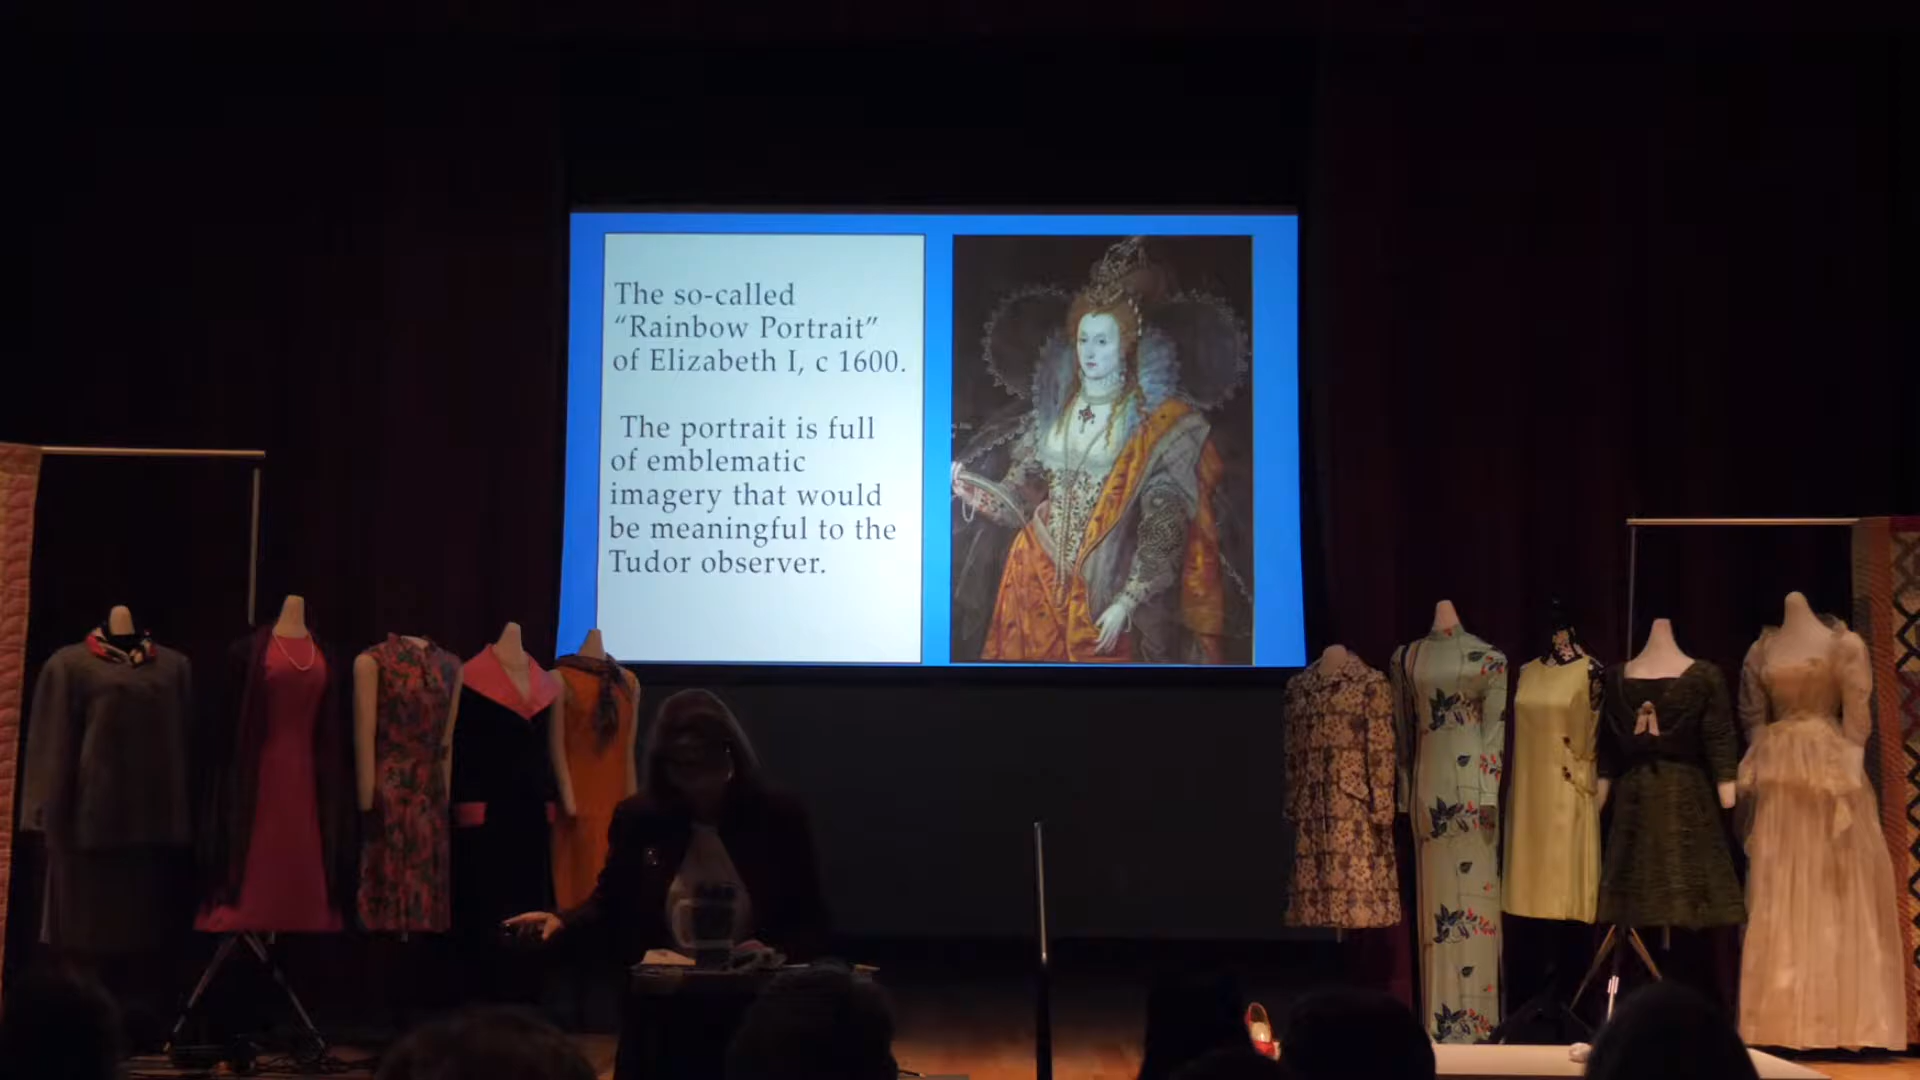 The so-called
“Rainbow Portrait”
of Elizabeth I, c 1600.
The portrait is full
of emblematic
imagery that would
be meaningful to the
Tudor observer.